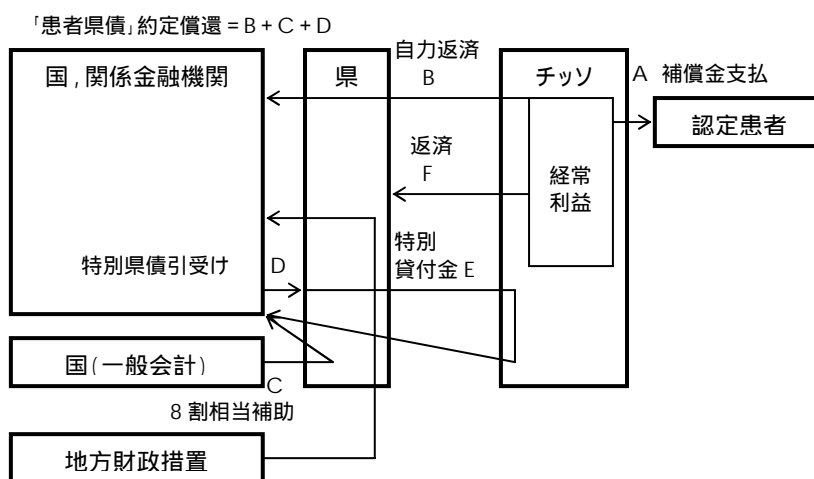 「患者県債」約定償還 = B + C + D
国,関係金融機関
県
自力返済
B
チッソ
A 補償金支払
認定患者
返済
F
経常
利益
特別県債引受け
D
特別
貸付金 E
国(一般会計)
C
8 割相当補助
地方財政措置